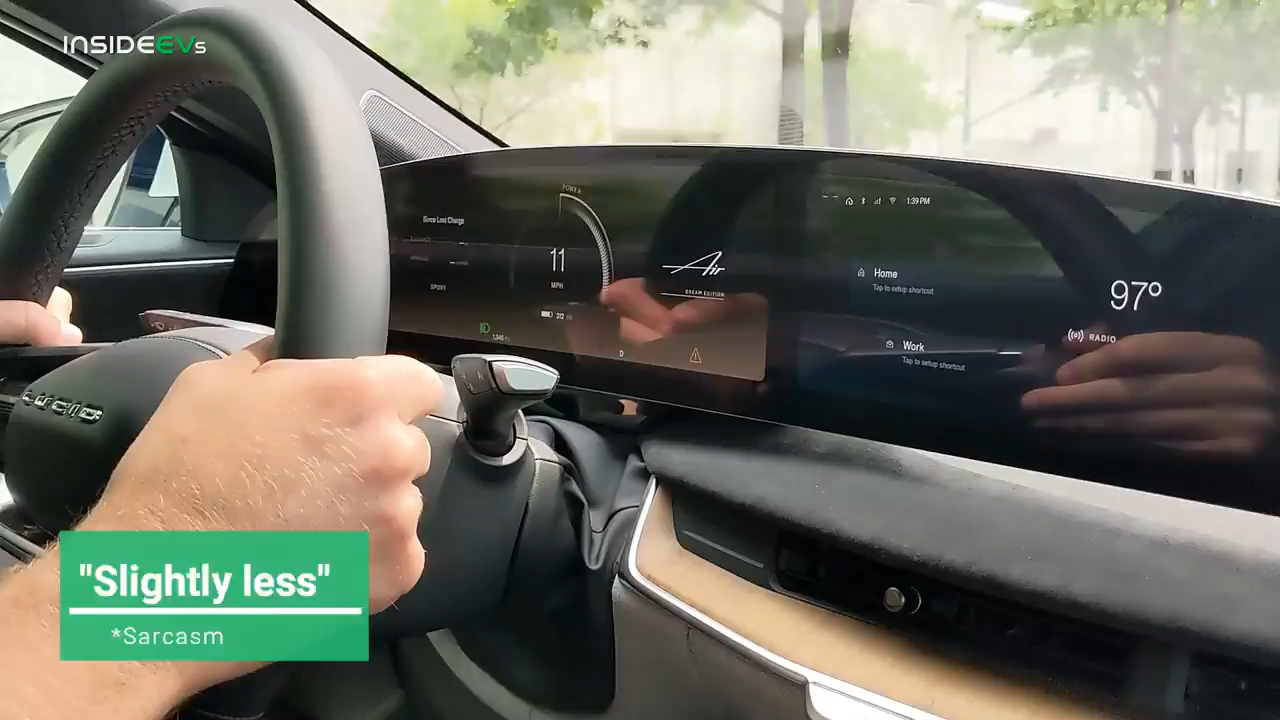 INSIDEEVs
POWER
Since Last Charge
1:39 PM
11
MPH
Air
DREAM EDITION
Home
Tap to setup shortcut
97°
SPORT
312
RADIO
D
Work
Tap to setup shortcut
LUCID
"Slightly less"
*Sarcasm